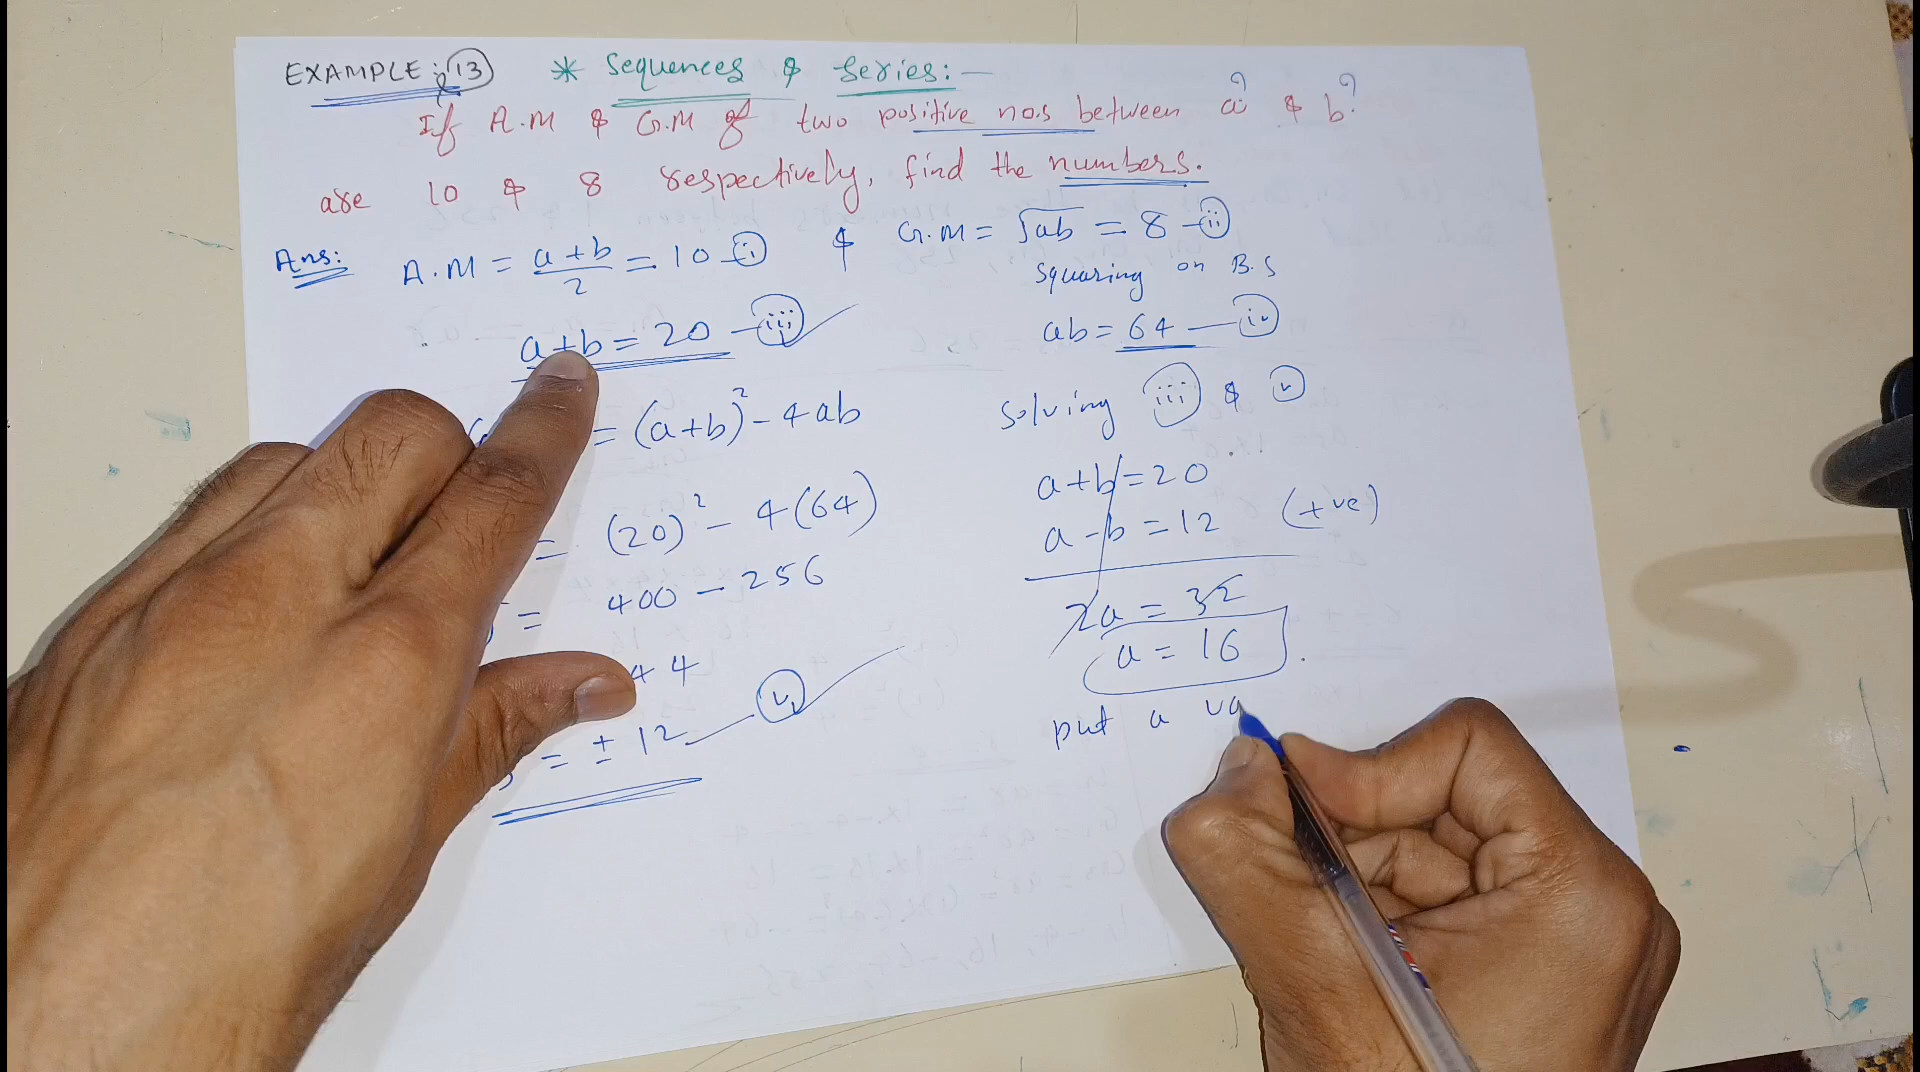 EXAMPLE: 13) * Sequences & Series:-
If A.M & G.M of two positive no.s between a? & b?
are 10 & 8 respectively, find the numbers.
Ans: A.M = a+b/2 = 10 - (i) & G.M = √ab = 8 - (ii)
squaring on B.S
a+b = 20 - (iii)
ab = 64 - (iv)
= (a+b)² - 4ab
= (20)² - 4(64)
= 400 - 256
44
= ± 12 - (v)
solving (iii) & (v)
a+b = 20
a-b = 12 (+ve)
2a = 32
a = 16
put a va